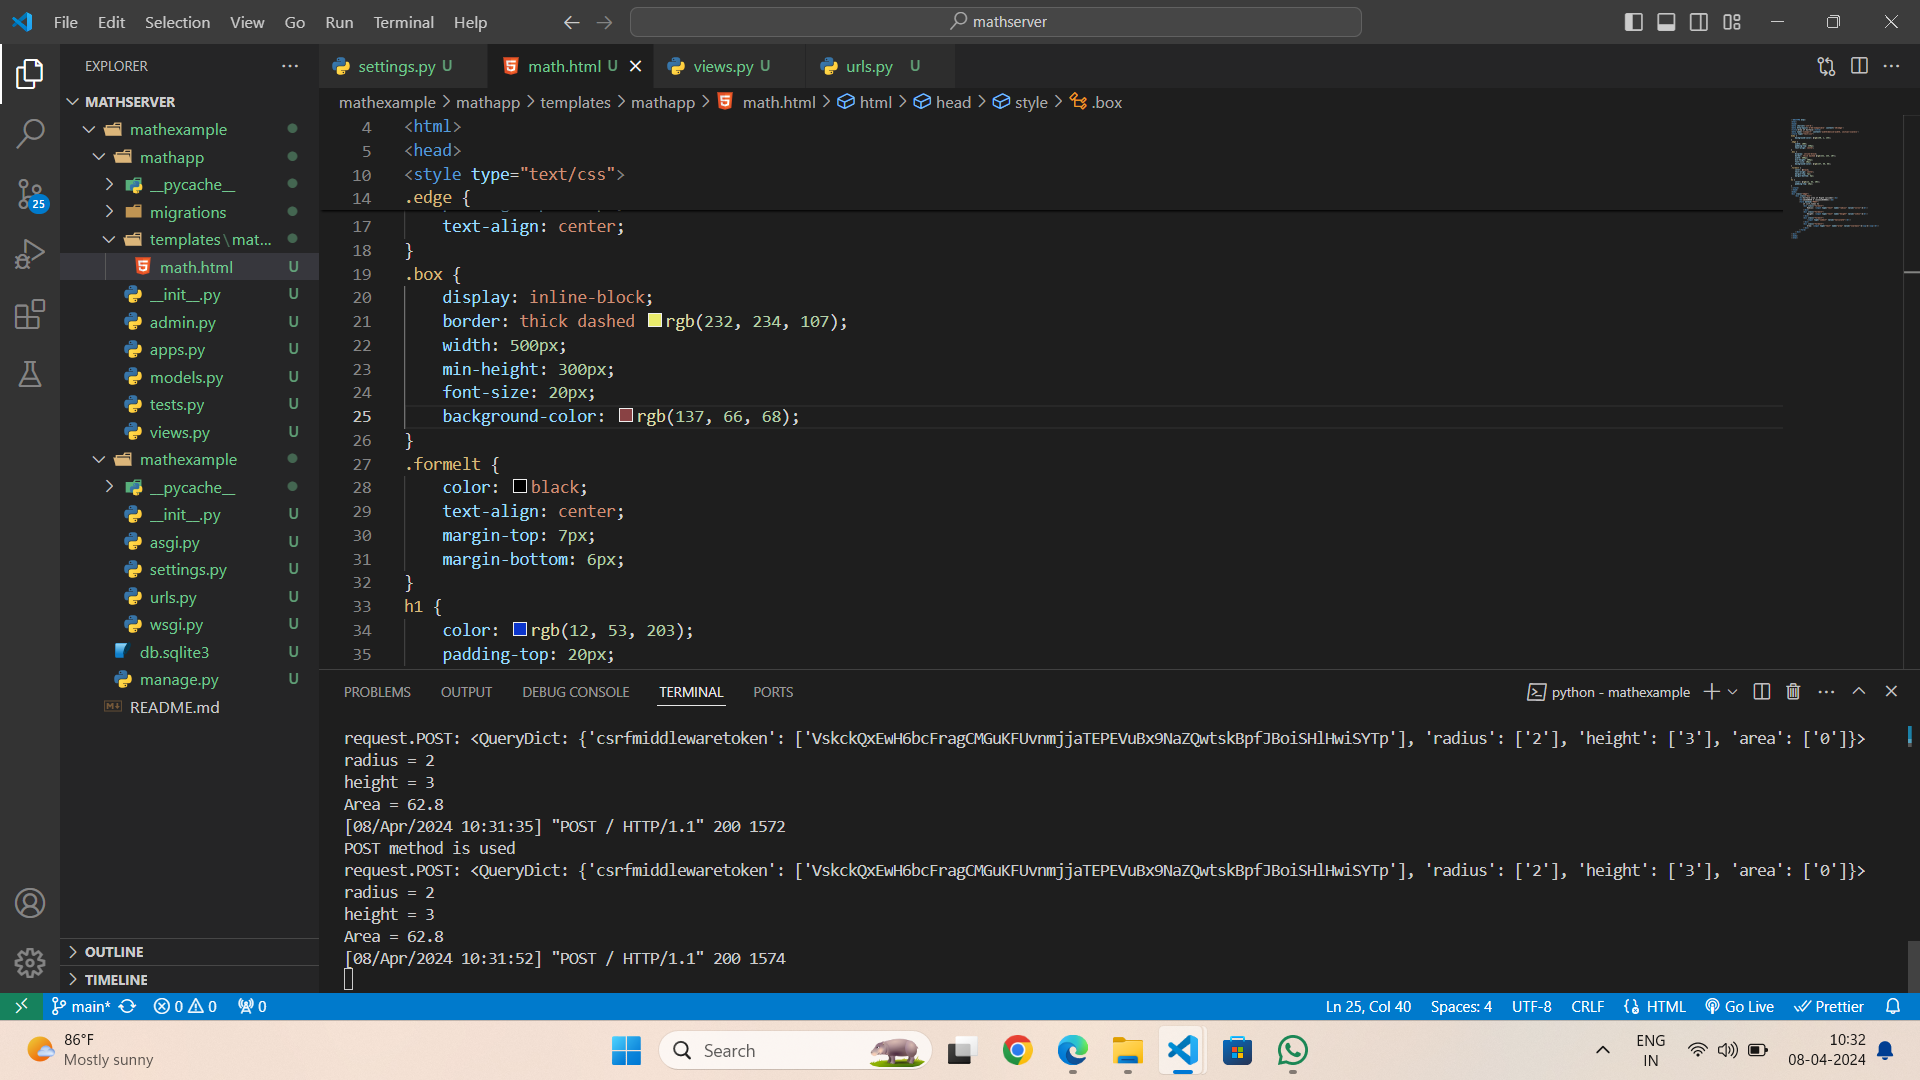 File Edit Selection View Go Run Terminal Help
mathserver
EXPLORER
MATHSERVER
mathexample
mathapp
__pycache__
migrations
templates\mat...
math.html U
__init__.py U
admin.py U
apps.py U
models.py U
tests.py U
views.py U
mathexample
__pycache__
__init__.py U
asgi.py U
settings.py U
urls.py U
wsgi.py U
db.sqlite3 U
manage.py U
README.md
OUTLINE
TIMELINE
25
settings.py U math.html U views.py U urls.py U
mathexample > mathapp > templates > mathapp > math.html > html > head > style > .box
4 <html>
5 <head>
10 <style type="text/css">
14 .edge {
17 text-align: center;
18 }
19 .box {
20 display: inline-block;
21 border: thick dashed rgb(232, 234, 107);
22 width: 500px;
23 min-height: 300px;
24 font-size: 20px;
25 background-color: rgb(137, 66, 68);
26 }
27 .formelt {
28 color: black;
29 text-align: center;
30 margin-top: 7px;
31 margin-bottom: 6px;
32 }
33 h1 {
34 color: rgb(12, 53, 203);
35 padding-top: 20px;
PROBLEMS OUTPUT DEBUG CONSOLE TERMINAL PORTS
python - mathexample
request.POST: <QueryDict: {'csrfmiddlewaretoken': ['VskckQxEwH6bcFragCMGuKFUvnmjjaTEPEVuBx9NaZQwtskBpfJBoiSHlHwiSYTp'], 'radius': ['2'], 'height': ['3'], 'area': ['0']}>
radius = 2
height = 3
Area = 62.8
[08/Apr/2024 10:31:35] "POST / HTTP/1.1" 200 1572
POST method is used
request.POST: <QueryDict: {'csrfmiddlewaretoken': ['VskckQxEwH6bcFragCMGuKFUvnmjjaTEPEVuBx9NaZQwtskBpfJBoiSHlHwiSYTp'], 'radius': ['2'], 'height': ['3'], 'area': ['0']}>
radius = 2
height = 3
Area = 62.8
[08/Apr/2024 10:31:52] "POST / HTTP/1.1" 200 1574
main* 0 0 0
Ln 25, Col 40 Spaces: 4 UTF-8 CRLF HTML Go Live Prettier
86°F
Mostly sunny
Search
ENG
IN
10:32
08-04-2024